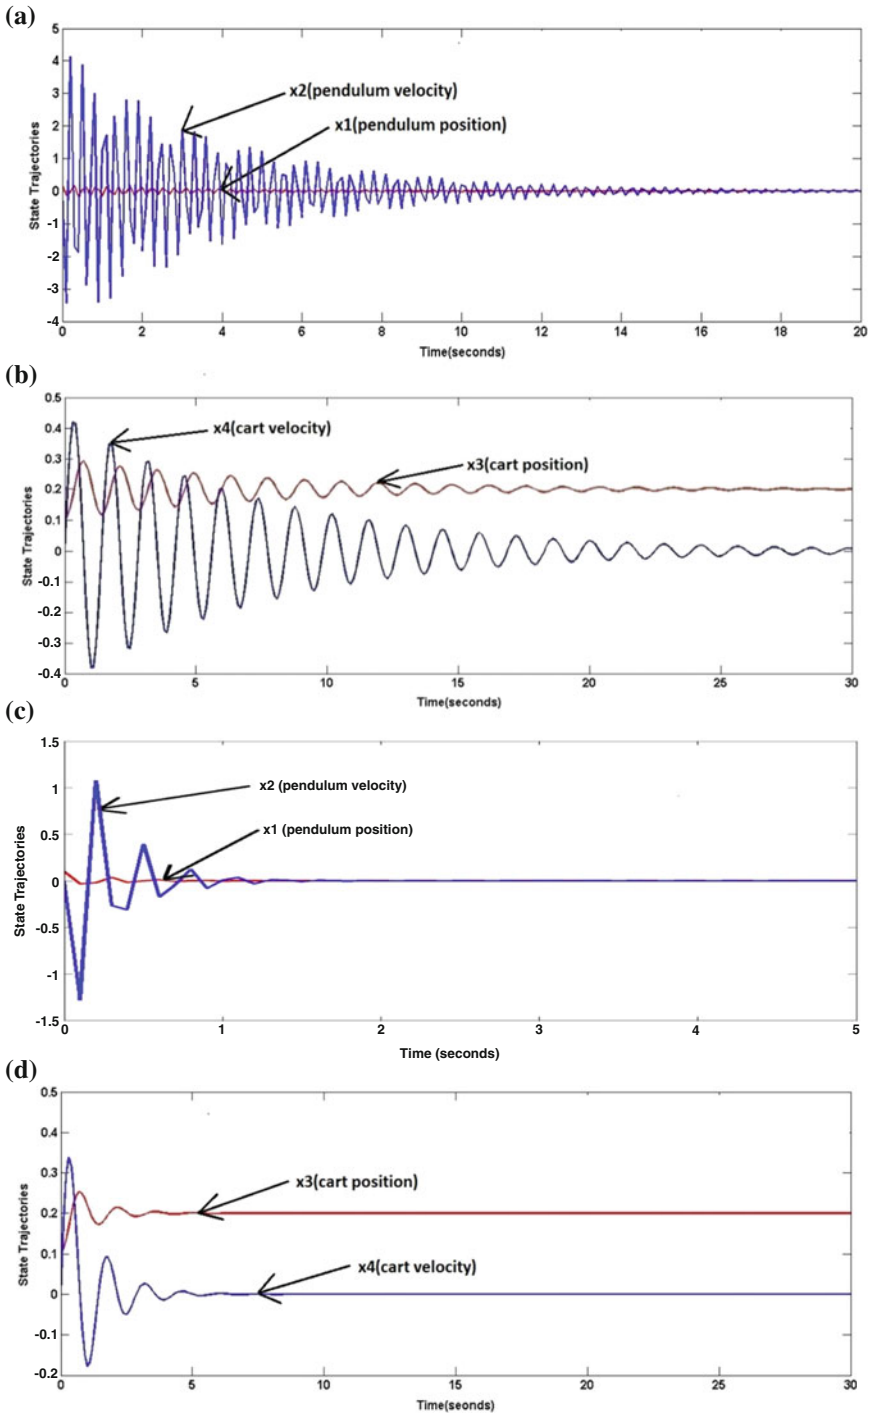 (a)
5
4
3
2
1
0
-1
-2
-3
-4
State Trajectories
x2(pendulum velocity)
x1(pendulum position)
0 2 4 6 8 10 12 14 16 18 20
Time(seconds)
(b)
0.5
0.4
0.3
0.2
0.1
0
-0.1
-0.2
-0.3
-0.4
State Trajectories
x4(cart velocity)
x3(cart position)
0 5 10 15 20 25 30
Time(seconds)
(c)
1.5
1
0.5
0
-0.5
-1
-1.5
State Trajectories
x2 (pendulum velocity)
x1 (pendulum position)
0 1 2 3 4 5
Time (seconds)
(d)
0.5
0.4
0.3
0.2
0.1
0
-0.1
-0.2
State Trajectories
x3(cart position)
x4(cart velocity)
0 5 10 15 20 25 30
Time(seonds)